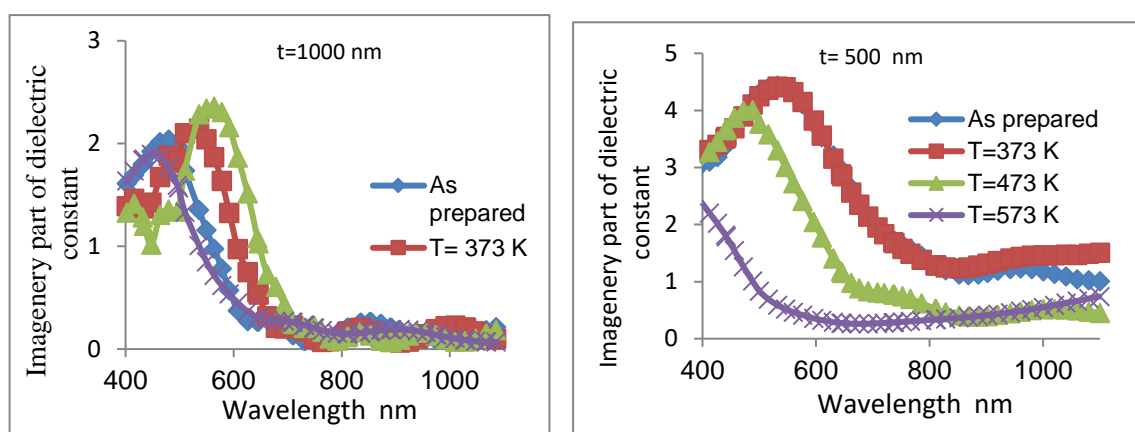 t=1000 nm
Imagenery part of dielectric
constant
3
2
1
0
400 600 800 1000
Wavelength nm
As
prepared
T= 373 K
t= 500 nm
Imagenery part of dielectric
constant
5
4
3
2
1
0
400 600 800 1000
Wavelength nm
As prepared
T=373 K
T=473 K
T=573 K